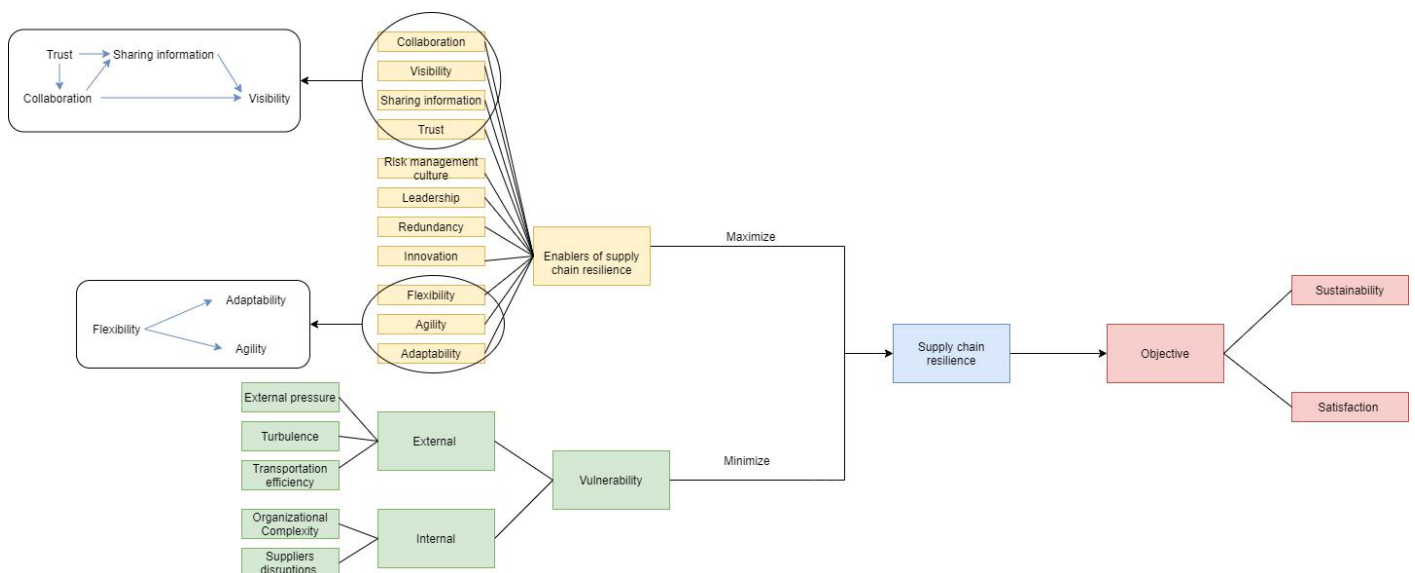 Trust
Sharing information
Collaboration
Visibility
Collaboration
Visibility
Sharing information
Trust
Risk management
culture
Leadership
Redundancy
Innovation
Flexibility
Agility
Adaptability
Adaptability
Flexibility
Agility
Enablers of supply
chain resilience
Maximize
External pressure
Turbulence
Transportation
efficiency
External
Organizational
Complexity
Suppliers
disruptions
Internal
Vulnerability
Minimize
Supply chain
resilience
Objective
Sustainability
Satisfaction